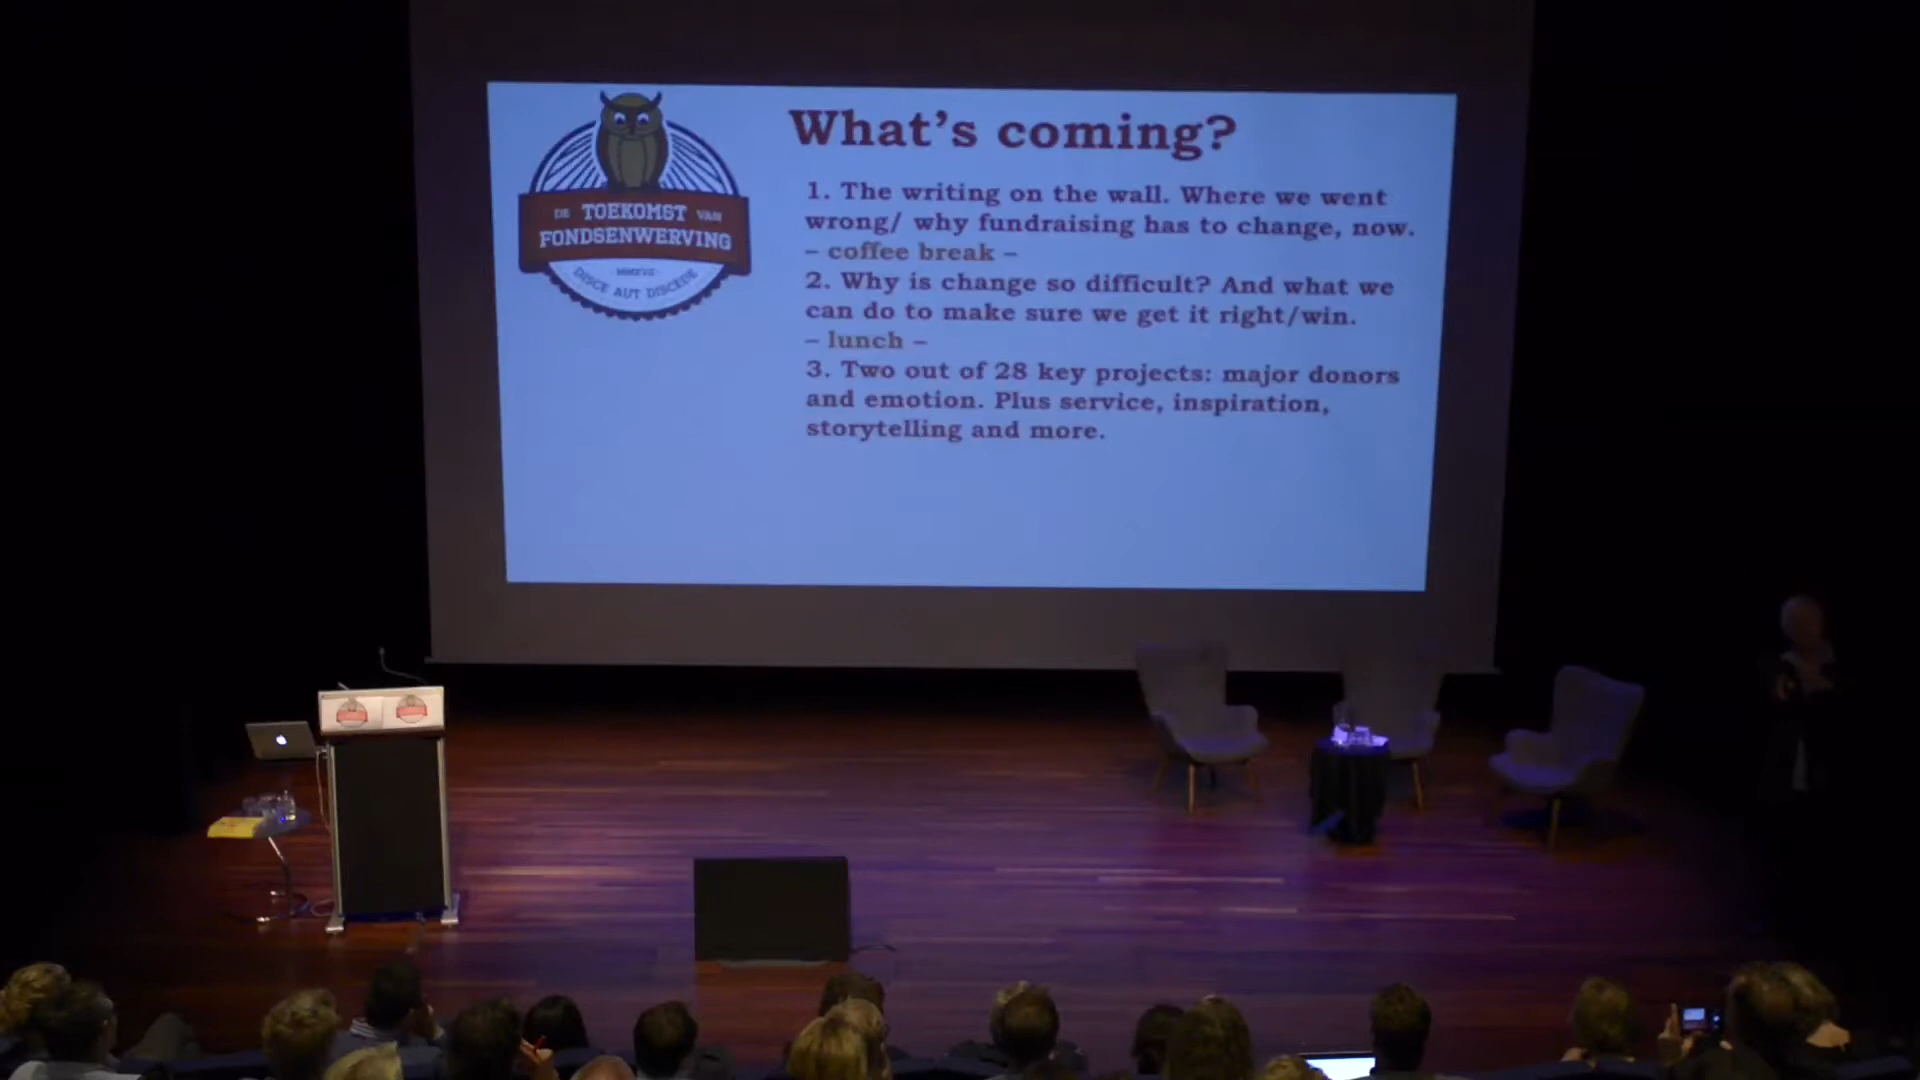 What's coming?
DE TOEKOMST VAN
FONDSENWERVING
DISCE AUT DISCEDE
1. The writing on the wall. Where we went
wrong/ why fundraising has to change, now.
– coffee break –
2. Why is change so difficult? And what we
can do to make sure we get it right/win.
– lunch –
3. Two out of 28 key projects: major donors
and emotion. Plus service, inspiration,
storytelling and more.